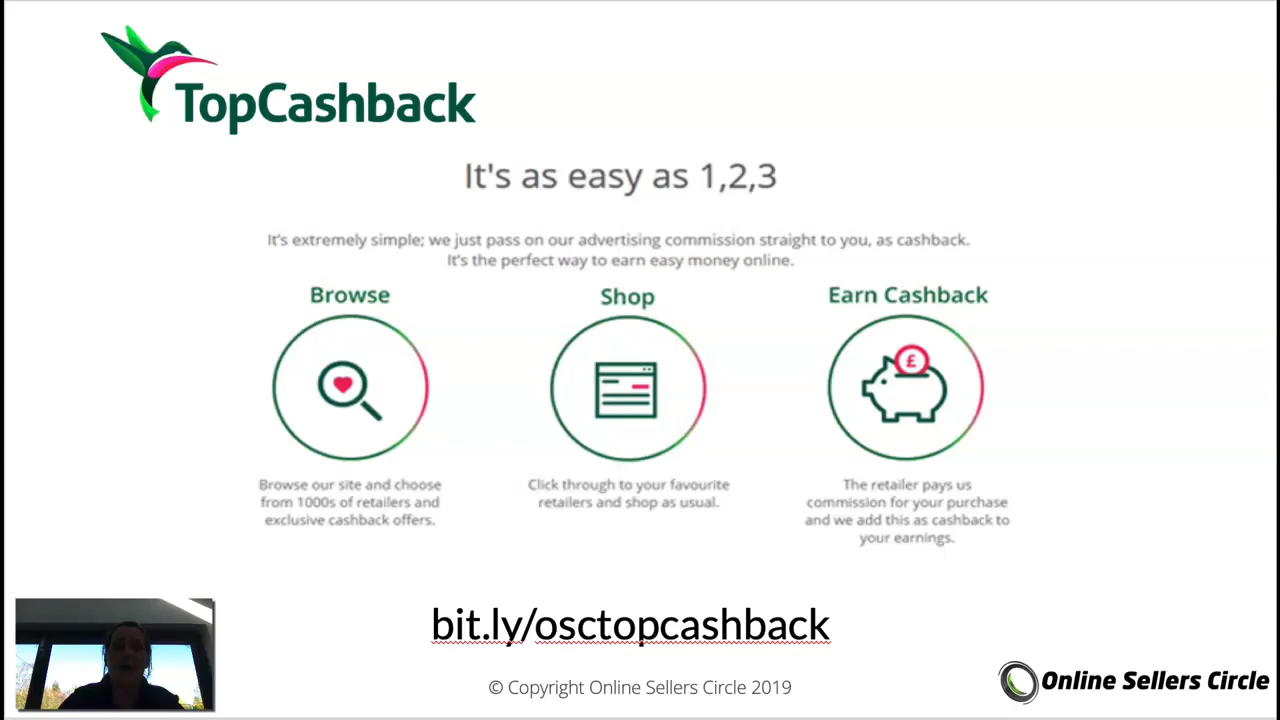 TopCashback
It's as easy as 1,2,3
It's extremely simple; we just pass on our advertising commission straight to you, as cashback.
It's the perfect way to earn easy money online.
Browse
Browse our site and choose
from 1000s of retailers and
exclusive cashback offers.
Shop
Click through to your favourite
retailers and shop as usual.
Earn Cashback
£
The retailer pays us
commission for your purchase
and we add this as cashback to
your earnings.
bit.ly/osctopcashback
© Copyright Online Sellers Circle 2019
Online Sellers Circle